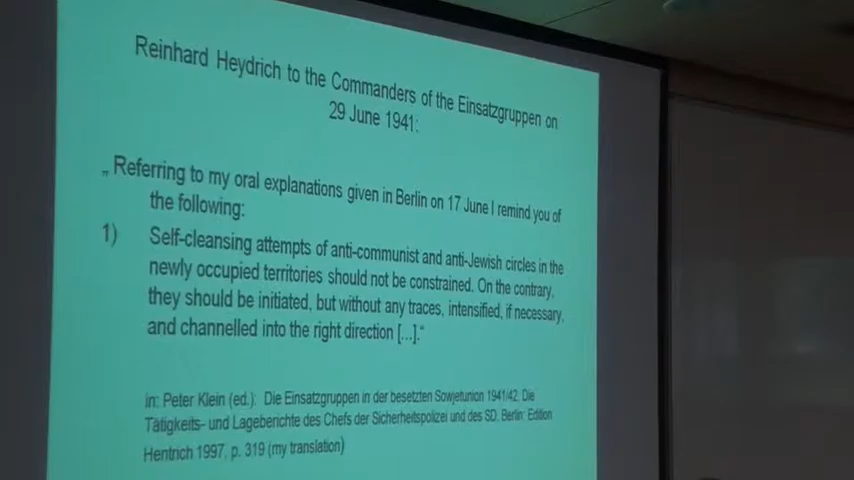 Reinhard Heydrich to the Commanders of the Einsatzgruppen on
29 June 1941:
„Referring to my oral explanations given in Berlin on 17 June I remind you of
the following:
1) Self-cleansing attempts of anti-communist and anti-Jewish circles in the
newly occupied territories should not be constrained. On the contrary,
they should be initiated, but without any traces, intensified, if necessary,
and channelled into the right direction [...].“
in: Peter Klein (ed.): Die Einsatzgruppen in der besetzten Sowjetunion 1941/42. Die
Tätigkeits- und Lageberichte des Chefs der Sicherheitspolizei und des SD, Berlin: Edition
Hentrich 1997, p. 319 (my translation)